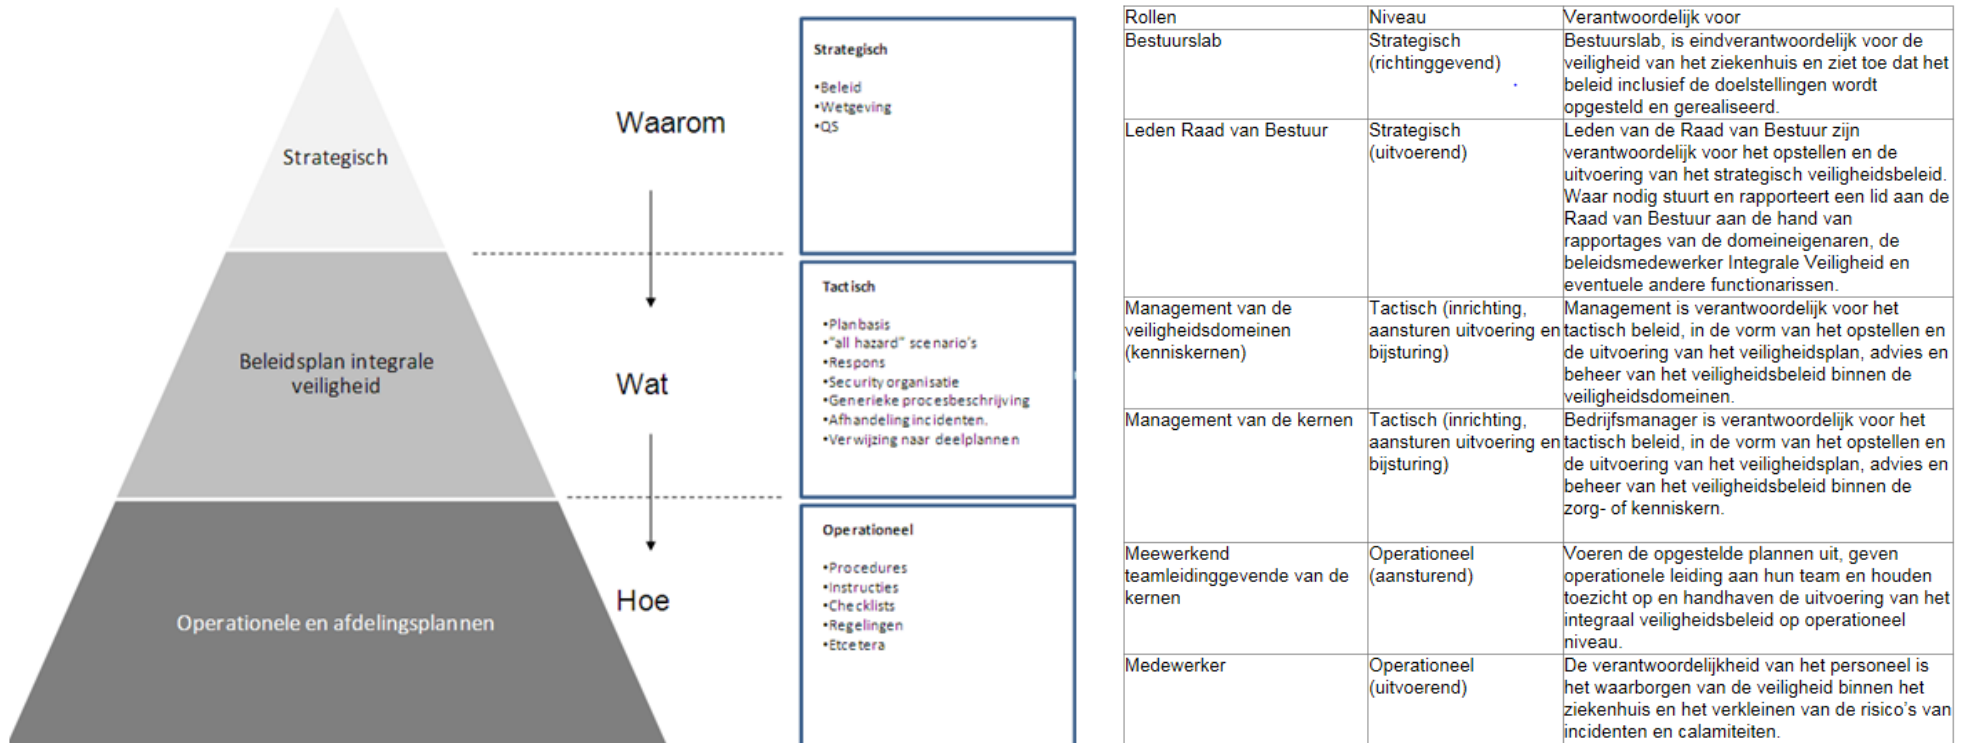 Strategisch
Beleidsplan integrale
veiligheid
Operationele en afdelingsplannen
Waarom
Wat
Hoe
Strategisch
•Beleid
•Wetgeving
•QS
Tactisch
•Planbasis
•"all hazard" scenario's
•Respons
•Security organisatie
•Generieke procesbeschrijving
•Afhandeling incidenten.
•Verwijzing naar deelplannen
Operationeel
•Procedures
•Instructies
•Checklists
•Regelingen
•Etcetera
Rollen Niveau Verantwoordelijk voor
Bestuurslab Strategisch Bestuurslab, is eindverantwoordelijk voor de
(richtinggevend) veiligheid van het ziekenhuis en ziet toe dat het
beleid inclusief de doelstellingen wordt
opgesteld en gerealiseerd.
Leden Raad van Bestuur Strategisch Leden van de Raad van Bestuur zijn
(uitvoerend) verantwoordelijk voor het opstellen en de
uitvoering van het strategisch veiligheidsbeleid.
Waar nodig stuurt en rapporteert een lid aan de
Raad van Bestuur aan de hand van
rapportages van de domeineigenaren, de
beleidsmedewerker Integrale Veiligheid en
eventuele andere functionarissen.
Management van de Tactisch (inrichting, Management is verantwoordelijk voor het
veiligheidsdomeinen aansturen uitvoering en tactisch beleid, in de vorm van het opstellen en
(kenniskernen) bijsturing) de uitvoering van het veiligheidsplan, advies en
beheer van het veiligheidsbeleid binnen de
veiligheidsdomeinen.
Management van de kernen Tactisch (inrichting, Bedrijfsmanager is verantwoordelijk voor het
aansturen uitvoering en tactisch beleid, in de vorm van het opstellen en
bijsturing) de uitvoering van het veiligheidsplan, advies en
beheer van het veiligheidsbeleid binnen de
zorg- of kenniskern.
Meewerkend Operationeel Voeren de opgestelde plannen uit, geven
teamleidinggevende van de (aansturend) operationele leiding aan hun team en houden
kernen toezicht op en handhaven de uitvoering van het
integraal veiligheidsbeleid op operationeel
niveau.
Medewerker Operationeel De verantwoordelijkheid van het personeel is
(uitvoerend) het waarborgen van de veiligheid binnen het
ziekenhuis en het verkleinen van de risico's van
incidenten en calamiteiten.